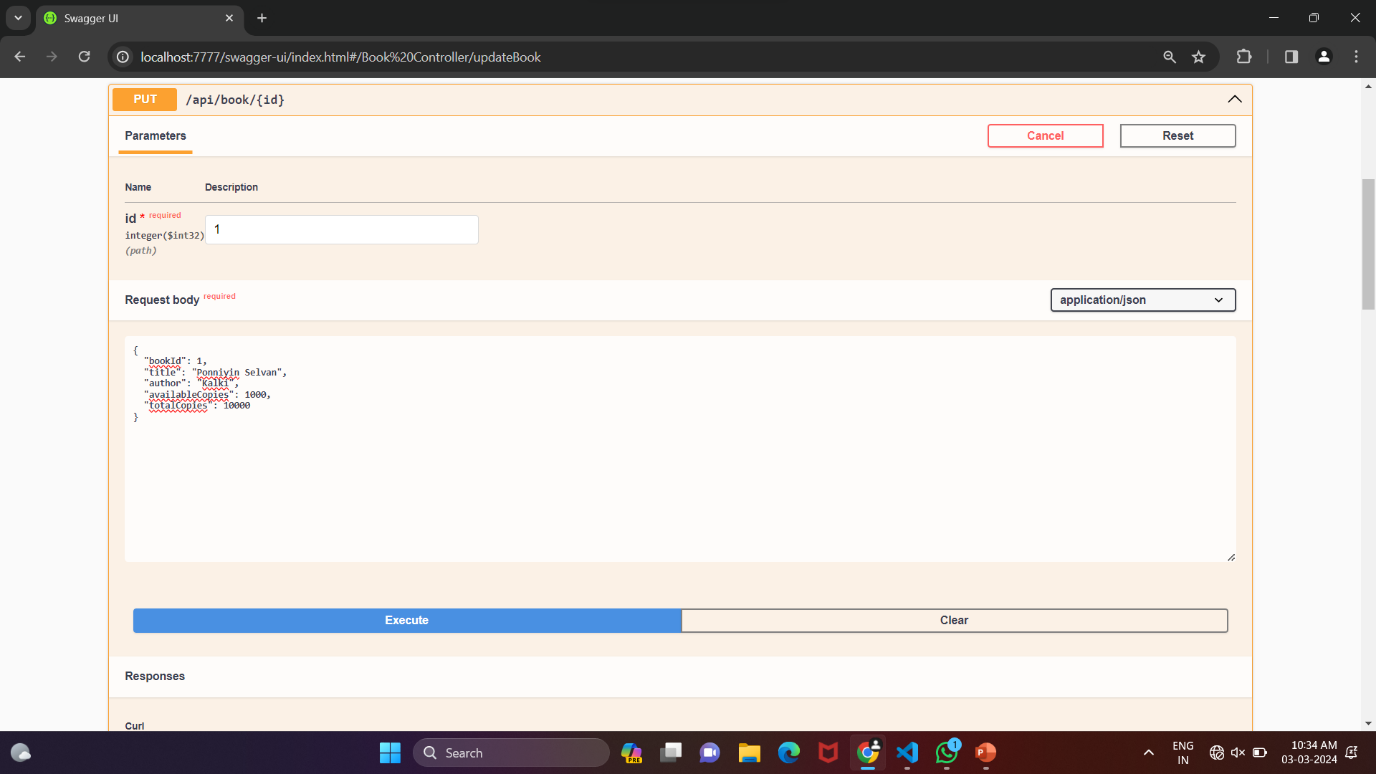 Swagger UI
localhost:7777/swagger-ui/index.html#/Book%20Controller/updateBook
PUT /api/book/{id}
Parameters Cancel Reset
Name Description
id * required
integer($int32) 1
(path)
Request body required application/json
{
"bookId": 1,
"title": "Ponniyin Selvan",
"author": "Kalki",
"availableCopies": 1000,
"totalCopies": 10000
}
Execute Clear
Responses
Curl
Search PRE 1 ENG 10:34 AM
IN 03-03-2024